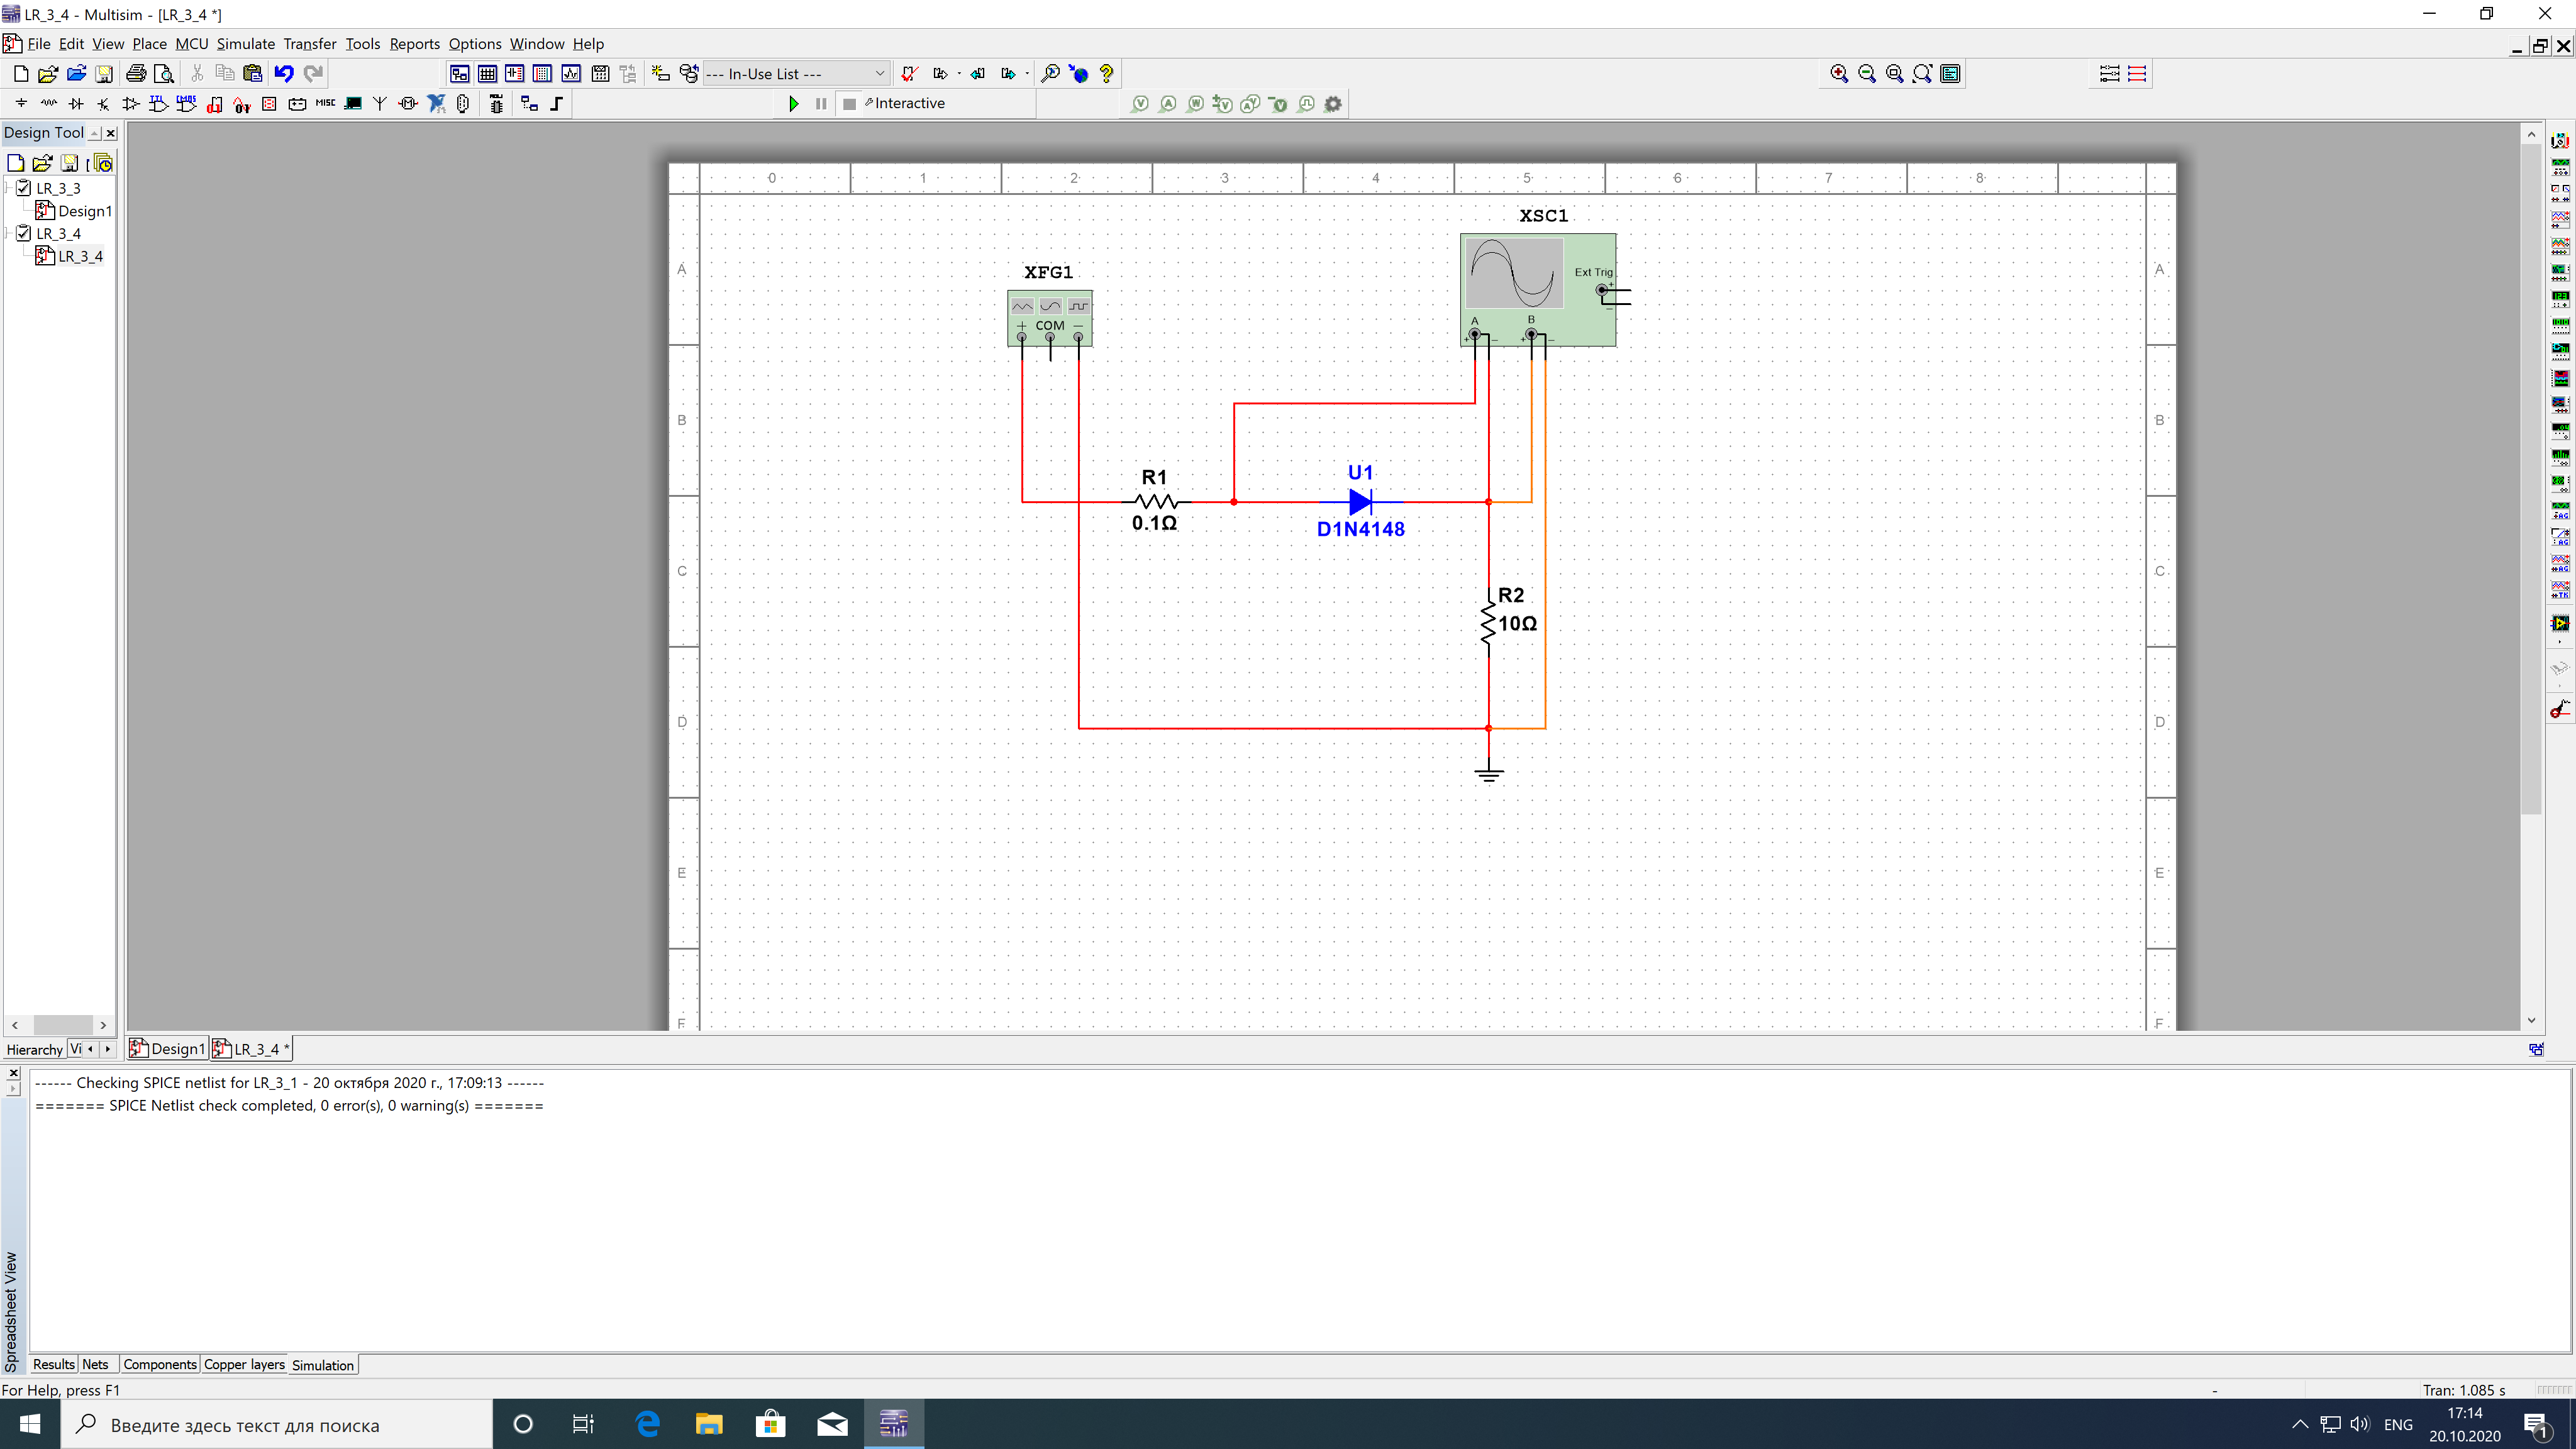 LR_3_4 - Multisim - [LR_3_4 *]
File Edit View Place MCU Simulate Transfer Tools Reports Options Window Help
--- In-Use List ---
Interactive
Design Tool
LR_3_3
Design1
LR_3_4
LR_3_4
0 1 2 3 4 5 6 7 8
A A
B B
C C
D D
E E
F F
XFG1
COM
XSC1
Ext Trig
A B
R1
0.1Ω
U1
D1N4148
R2
10Ω
Hierarchy Vi
Design1 LR_3_4 *
------ Checking SPICE netlist for LR_3_1 - 20 октября 2020 г., 17:09:13 ------
======= SPICE Netlist check completed, 0 error(s), 0 warning(s) =======
Spreadsheet View
Results Nets Components Copper layers Simulation
For Help, press F1
- Tran: 1.085 s
Введите здесь текст для поиска
ENG
17:14
20.10.2020
1